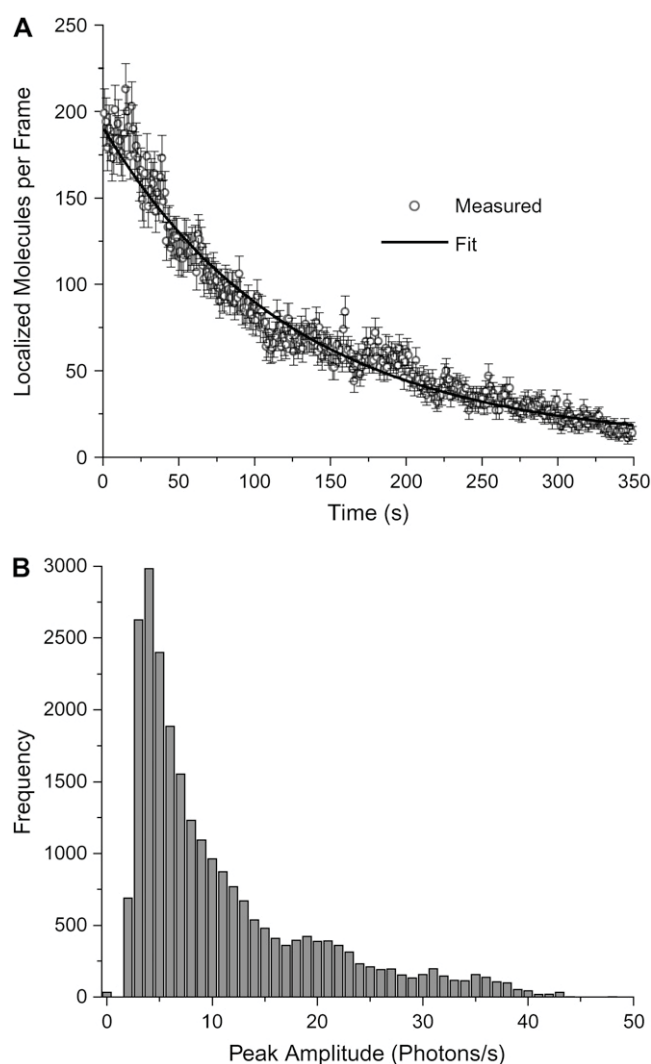 A
Localized Molecules per Frame
250
200
150
100
50
0
Measured
Fit
0 50 100 150 200 250 300 350
Time (s)
B
Frequency
3000
2500
2000
1500
1000
500
0
0 10 20 30 40 50
Peak Amplitude (Photons/s)